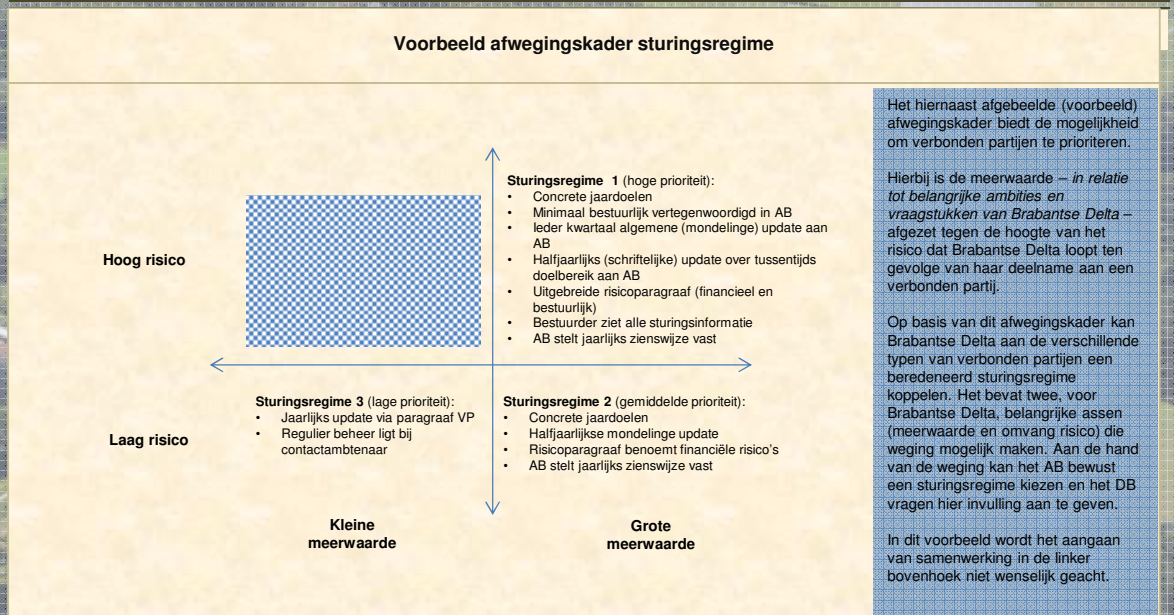 Voorbeeld afwegingskader sturingsregime
Hoog risico
Sturingsregime 1 (hoge prioriteit):
• Concrete jaardoelen
• Minimaal bestuurlijk vertegenwoordigd in AB
• Ieder kwartaal algemene (mondelinge) update aan
AB
• Halfjaarlijks (schriftelijke) update over tussentijds
doelbereik aan AB
• Uitgebreide risicoparagraaf (financieel en
bestuurlijk)
• Bestuurder ziet alle sturingsinformatie
• AB stelt jaarlijks zienswijze vast
Laag risico
Sturingsregime 3 (lage prioriteit):
• Jaarlijks update via paragraaf VP
• Regulier beheer ligt bij
contactambtenaar
Sturingsregime 2 (gemiddelde prioriteit):
• Concrete jaardoelen
• Halfjaarlijkse mondelinge update
• Risicoparagraaf benoemt financiële risico's
• AB stelt jaarlijks zienswijze vast
Kleine
meerwaarde
Grote
meerwaarde
Het hiernaast afgebeelde (voorbeeld)
afwegingskader biedt de mogelijkheid
om verbonden partijen te prioriteren.
Hierbij is de meerwaarde – in relatie
tot belangrijke ambities en
vraagstukken van Brabantse Delta –
afgezet tegen de hoogte van het
risico dat Brabantse Delta loopt ten
gevolge van haar deelname aan een
verbonden partij.
Op basis van dit afwegingskader kan
Brabantse Delta aan de verschillende
typen van verbonden partijen een
beredeneerd sturingsregime
koppelen. Het bevat twee, voor
Brabantse Delta, belangrijke assen
(meerwaarde en omvang risico) die
weging mogelijk maken. Aan de hand
van de weging kan het AB bewust
een sturingsregime kiezen en het DB
vragen hier invulling aan te geven.
In dit voorbeeld wordt het aangaan
van samenwerking in de linker
bovenhoek niet wenselijk geacht.